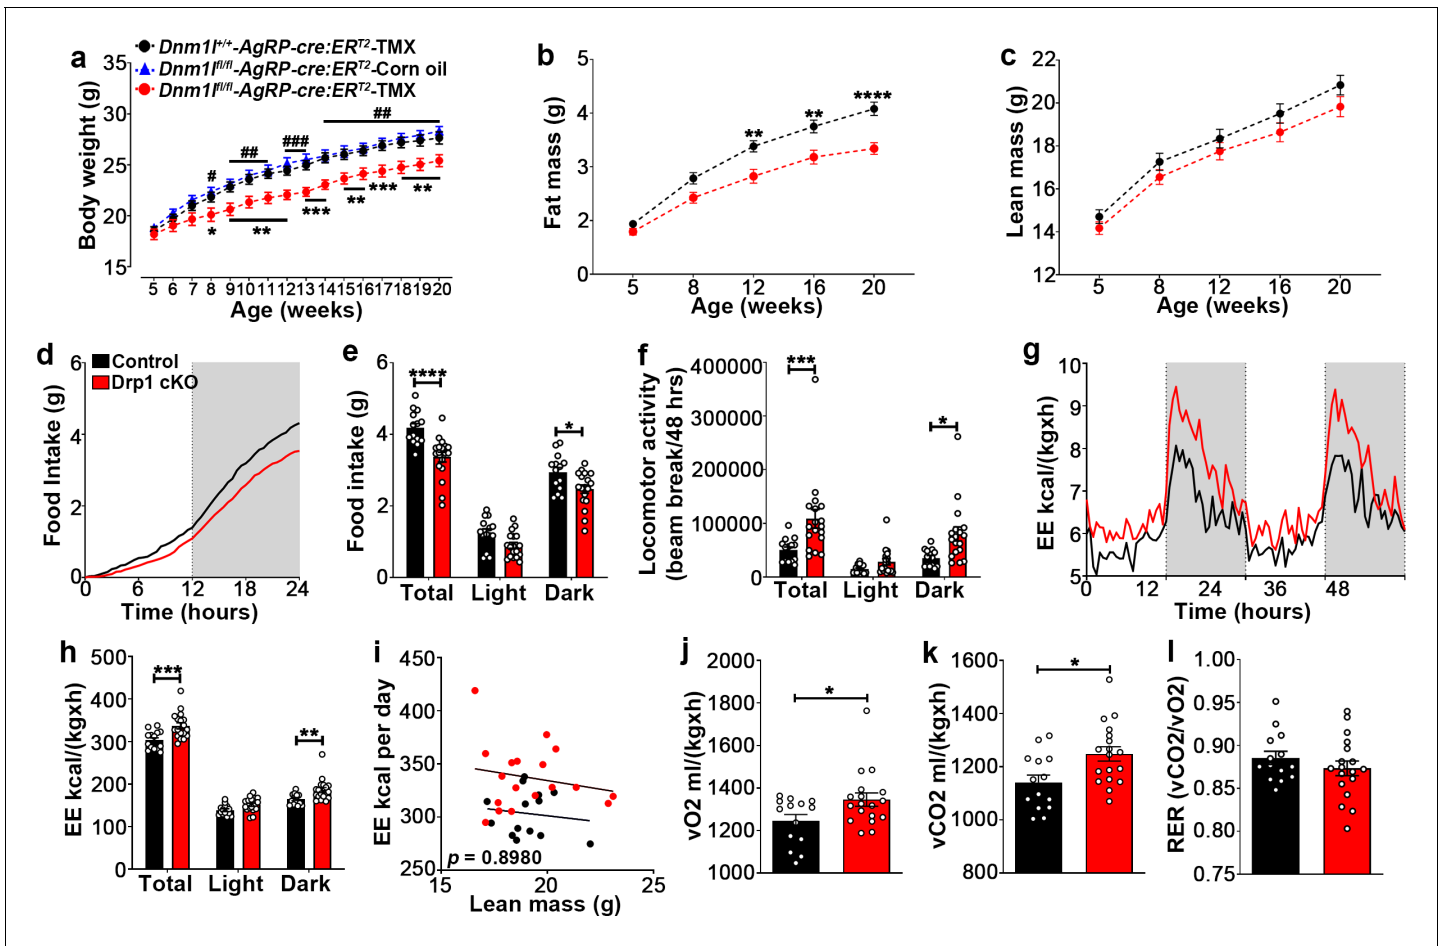 a
Dnm1l+/+-AgRP-cre:ERT2-TMX
Dnm1lfl/fl-AgRP-cre:ERT2-Corn oil
Dnm1lfl/fl-AgRP-cre:ERT2-TMX
Body weight (g)
35
30
25
20
15
#
##
###
##
*
**
***
**
***
**
5 6 7 8 9 10 11 12 13 14 15 16 17 18 19 20
Age (weeks)
b
Fat mass (g)
5
4
3
2
0
**
**
****
5 8 12 16 20
Age (weeks)
c
Lean mass (g)
22
20
18
16
14
12
5 8 12 16 20
Age (weeks)
d
Control
Drp1 cKO
Food Intake (g)
6
4
2
0
0 6 12 18 24
Time (hours)
e
Food intake (g)
6
4
2
0
****
*
Total Light Dark
f
Locomotor activity
(beam break/48 hrs)
400000
300000
200000
100000
0
***
*
Total Light Dark
g
EE kcal/(kgxh)
10
9
8
7
6
5
0 12 24 36 48
Time (hours)
h
EE kcal/(kgxh)
500
400
300
200
100
0
***
**
Total Light Dark
i
EE kcal per day
450
400
350
300
250
p = 0.8980
15 20 25
Lean mass (g)
j
vO2 ml/(kgxh)
2000
1800
1600
1400
1200
1000
*
k
vCO2 ml/(kgxh)
1600
1400
1200
1000
800
*
l
RER (vCO2/vO2)
1.00
0.95
0.90
0.85
0.80
0.75